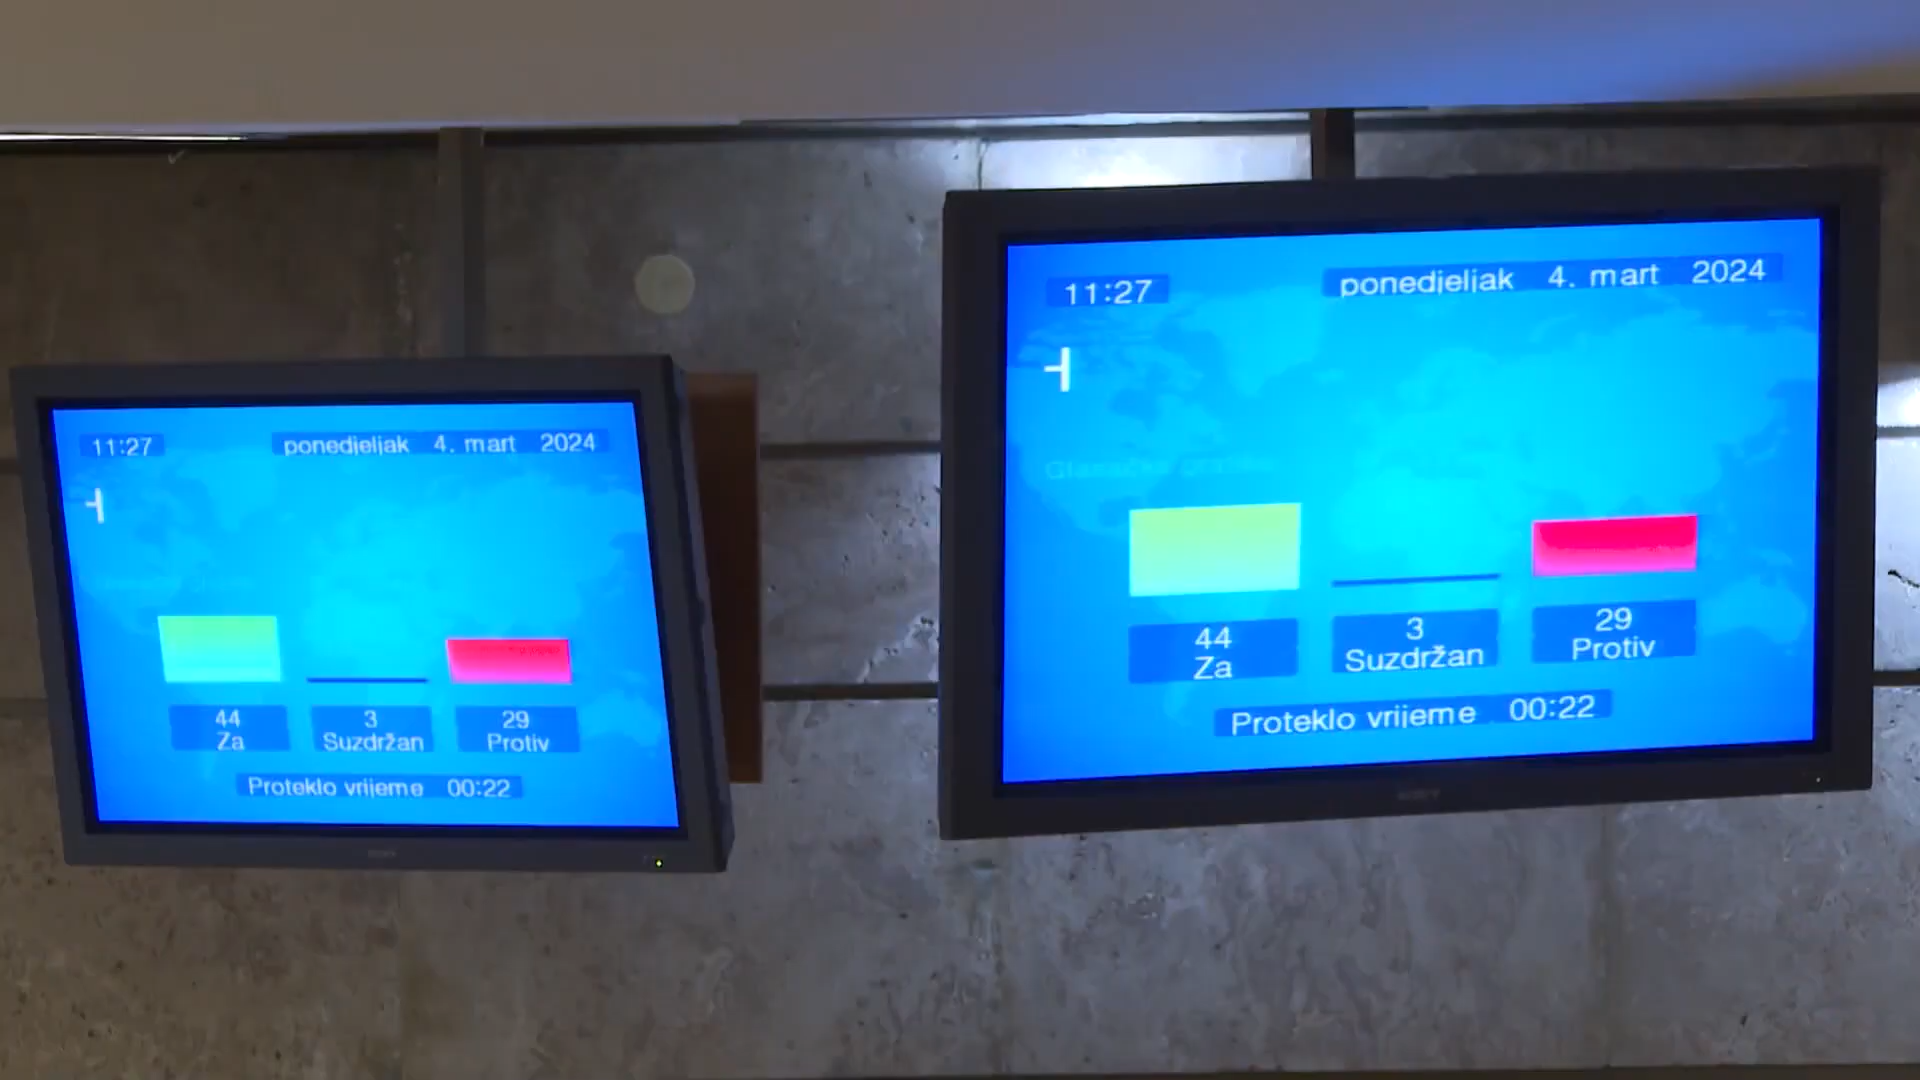 11:27 ponedjeljak 4. mart 2024
44 3 29
Za Suzdržan Protiv
Proteklo vrijeme 00:22
11:27 ponedjeljak 4. mart 2024
44 3 29
Za Suzdržan Protiv
Proteklo vrijeme 00:22